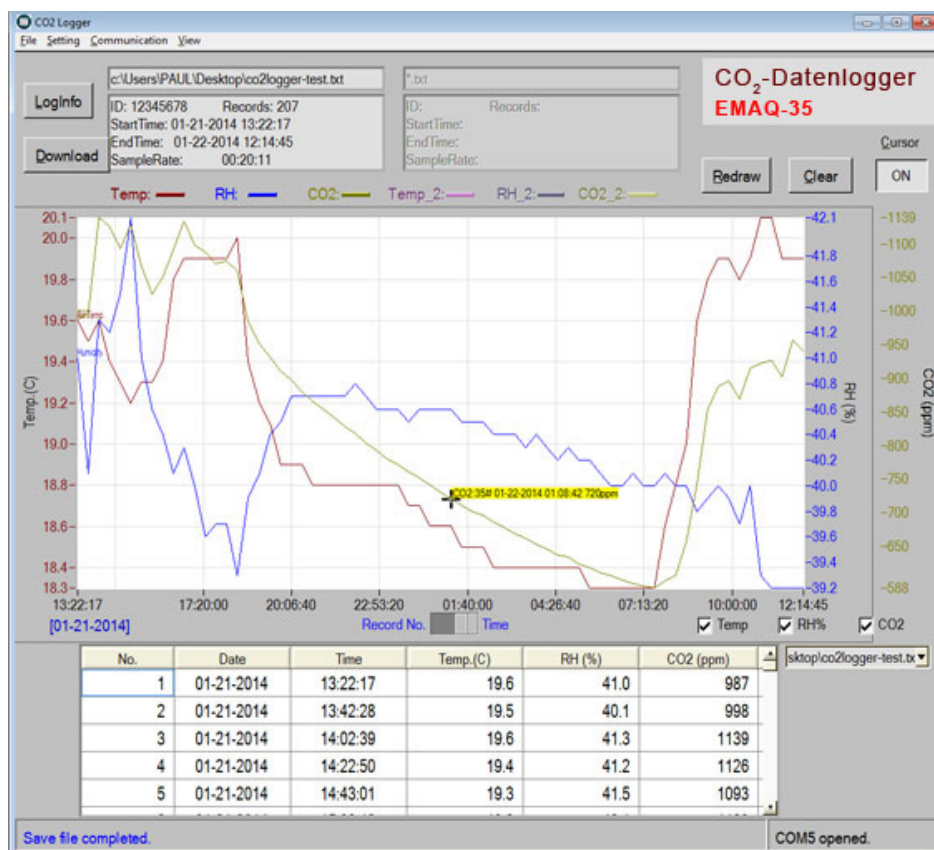 CO2 Logger
File Setting Communication View
LogInfo
Download
c:\Users\PAUL\Desktop\co2logger-test.txt
ID: 12345678 Records: 207
StartTime: 01-21-2014 13:22:17
EndTime: 01-22-2014 12:14:45
SampleRate: 00:20:11
*.txt
ID: Records:
StartTime:
EndTime:
SampleRate:
CO2-Datenlogger
EMAQ-35
Redraw
Clear
Cursor
ON
Temp: RH: CO2: Temp_2: RH_2: CO2_2:
Temp.(C)
20.1
20.0
19.8
19.6
19.4
19.2
19.0
18.8
18.6
18.4
18.3
Humidty
CO2:35# 01-22-2014 01:08:42 720ppm
42.1
41.8
41.6
41.4
41.2
41.0
40.8
40.6
40.4
40.2
40.0
39.8
39.6
39.4
39.2
RH (%)
1139
1100
1050
1000
950
900
850
800
750
700
650
588
CO2 (ppm)
13:22:17 17:20:00 20:06:40 22:53:20 01:40:00 04:26:40 07:13:20 10:00:00 12:14:45
[01-21-2014]
Record No. Time
Temp RH% CO2
No. Date Time Temp.(C) RH (%) CO2 (ppm)
1 01-21-2014 13:22:17 19.6 41.0 987
2 01-21-2014 13:42:28 19.5 40.1 998
3 01-21-2014 14:02:39 19.6 41.3 1139
4 01-21-2014 14:22:50 19.4 41.2 1126
5 01-21-2014 14:43:01 19.3 41.5 1093
sktop\co2logger-test.tx
Save file completed.
COM5 opened.